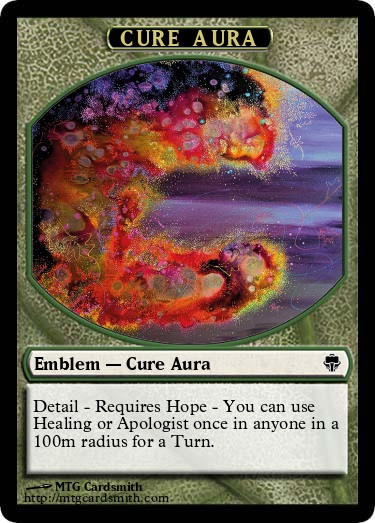 CURE AURA
Emblem — Cure Aura
Detail - Requires Hope - You can use
Healing or Apologist once in anyone in a
100m radius for a Turn.
MTG Cardsmith
http://mtgcardsmith.com